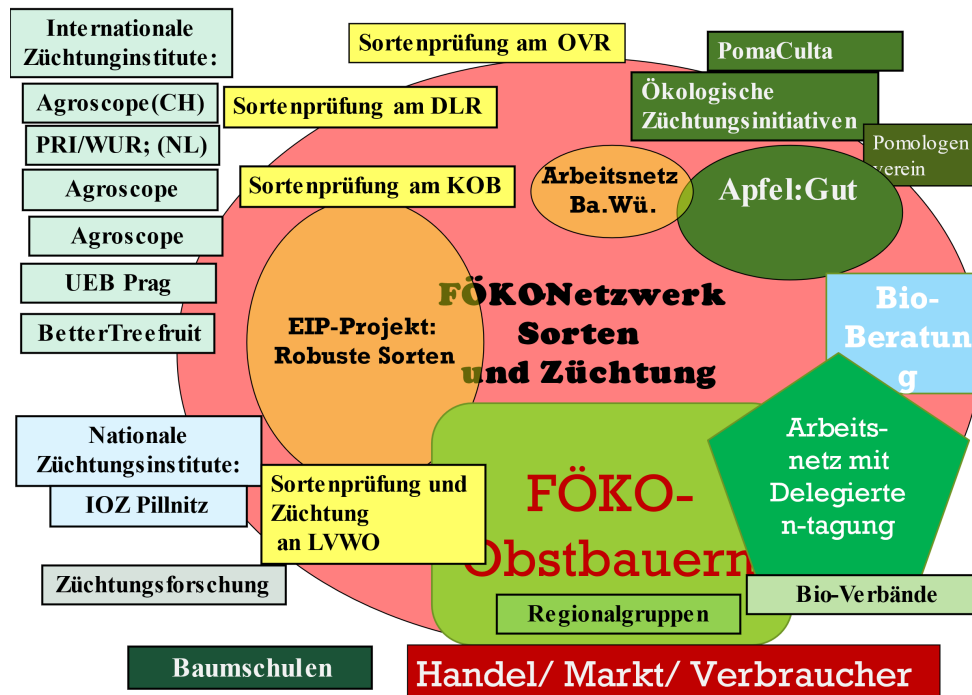 Internationale
Züchtunginstitute:
Agroscope(CH)
PRI/WUR; (NL)
Agroscope
Agroscope
UEB Prag
BetterTreefruit
Nationale
Züchtungsinstitute:
IOZ Pillnitz
Züchtungsforschung
Baumschulen
Sortenprüfung am OVR
Sortenprüfung am DLR
Sortenprüfung am KOB
EIP-Projekt:
Robuste Sorten
Sortenprüfung und
Züchtung
an LVWO
FÖKO-Netzwerk
Sorten
und Züchtung
Arbeitsnetz
Ba.Wü.
Apfel:Gut
PomaCulta
Ökologische
Züchtungsinitiativen
Pomologen
verein
Bio-
Beratun
g
Arbeits-
netz mit
Delegierte
n-tagung
Bio-Verbände
FÖKO-
Obstbauern
Regionalgruppen
Handel/ Markt/ Verbraucher